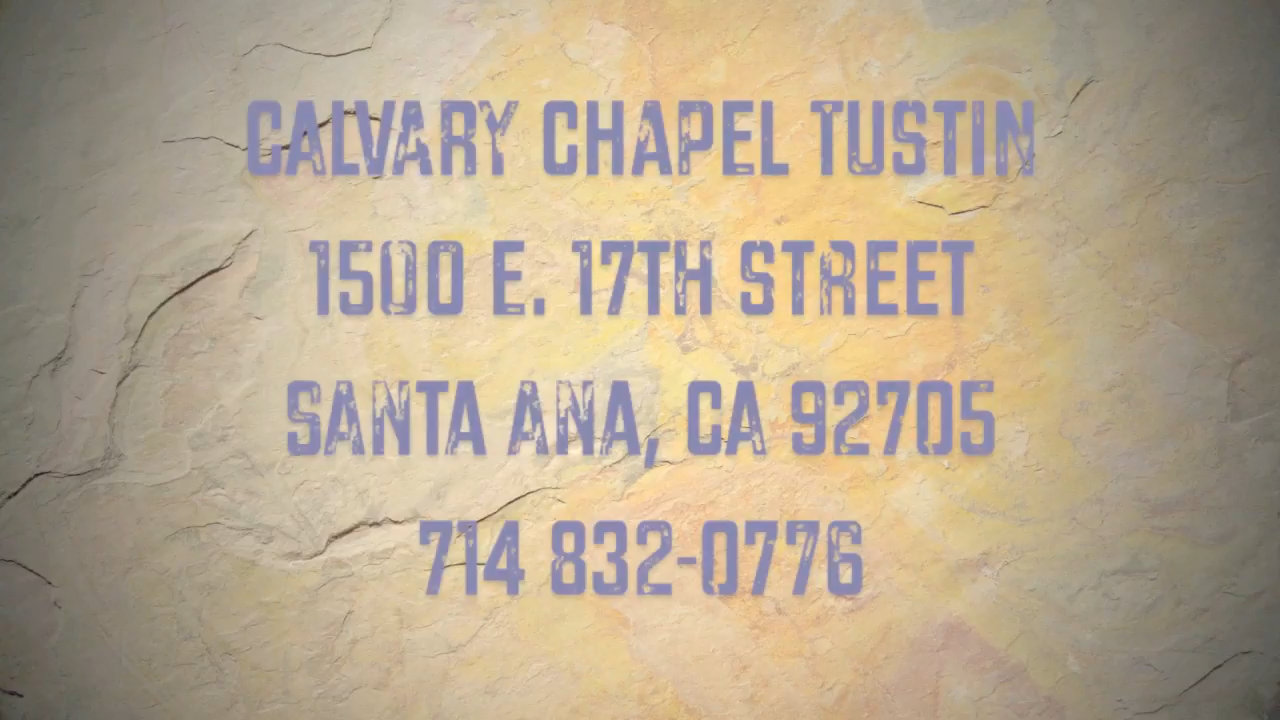 CALVARY CHAPEL TUSTIN
1500 E. 17TH STREET
SANTA ANA, CA 92705
714 832-0776